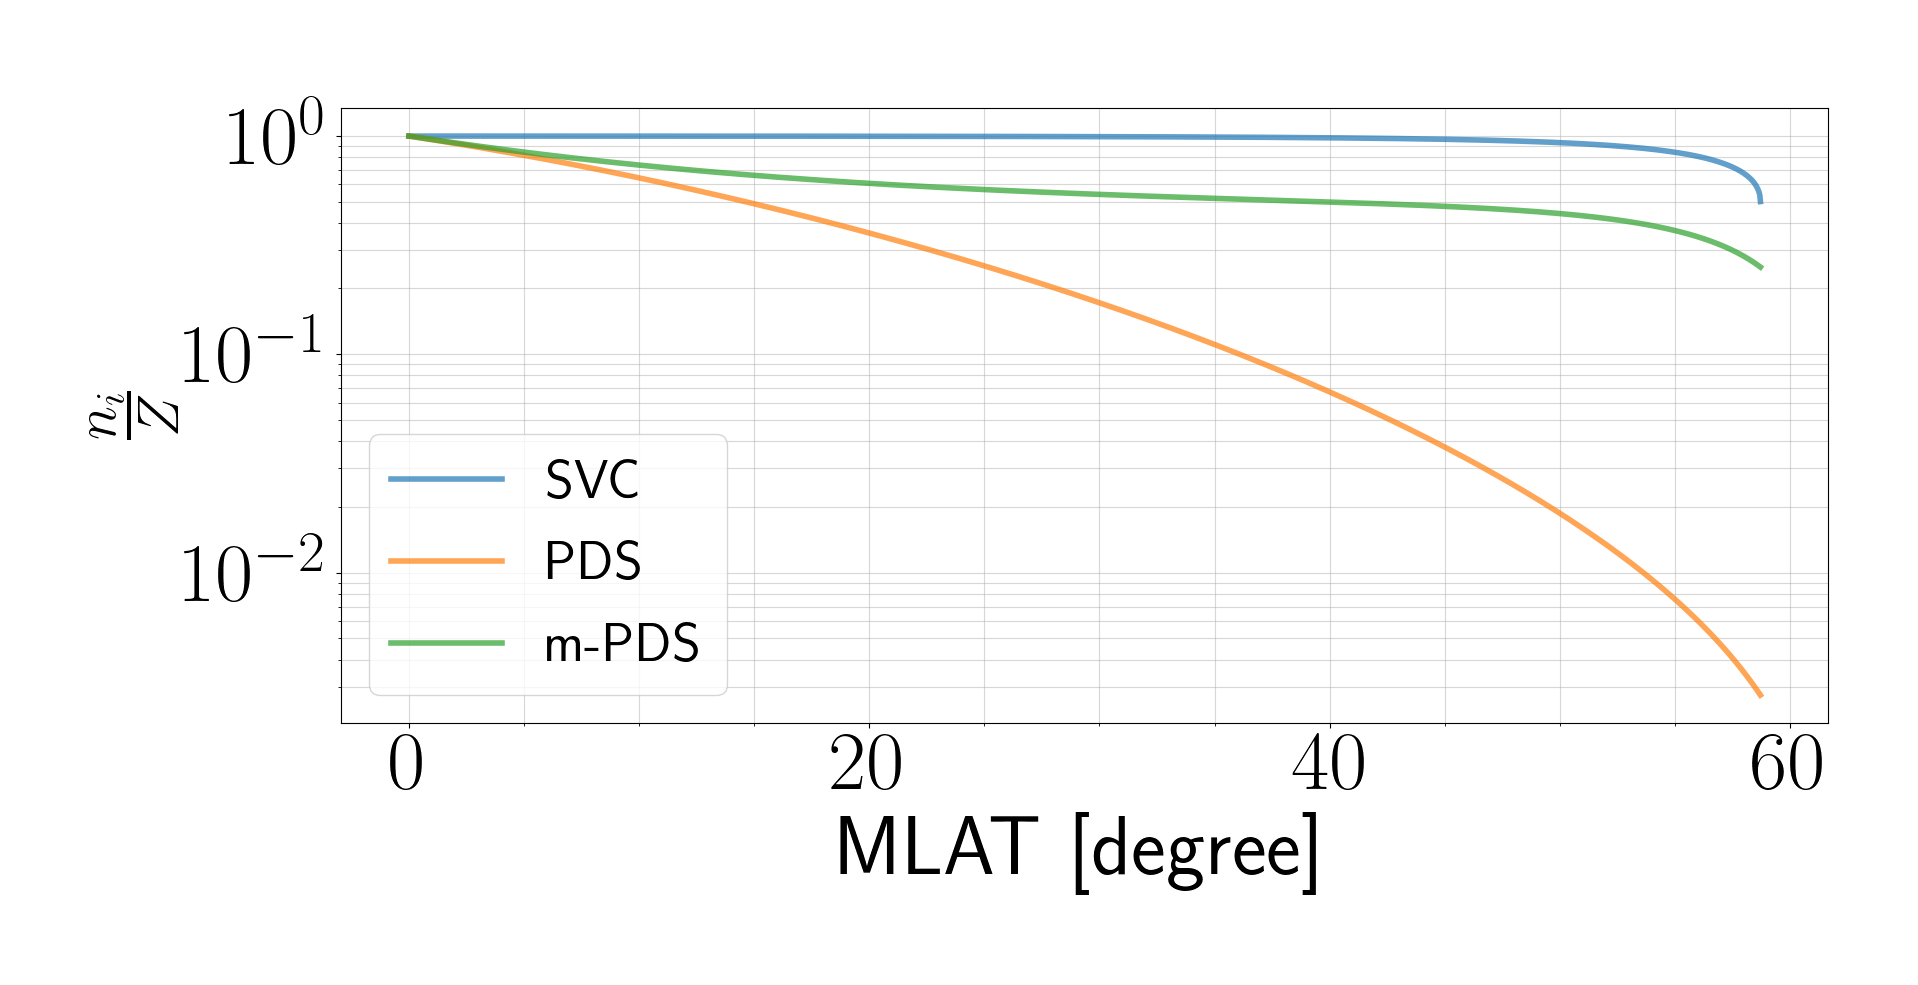 10^0
10^{-1}
10^{-2}
n_i
Z
SVC
PDS
m-PDS
0 20 40 60
MLAT [degree]